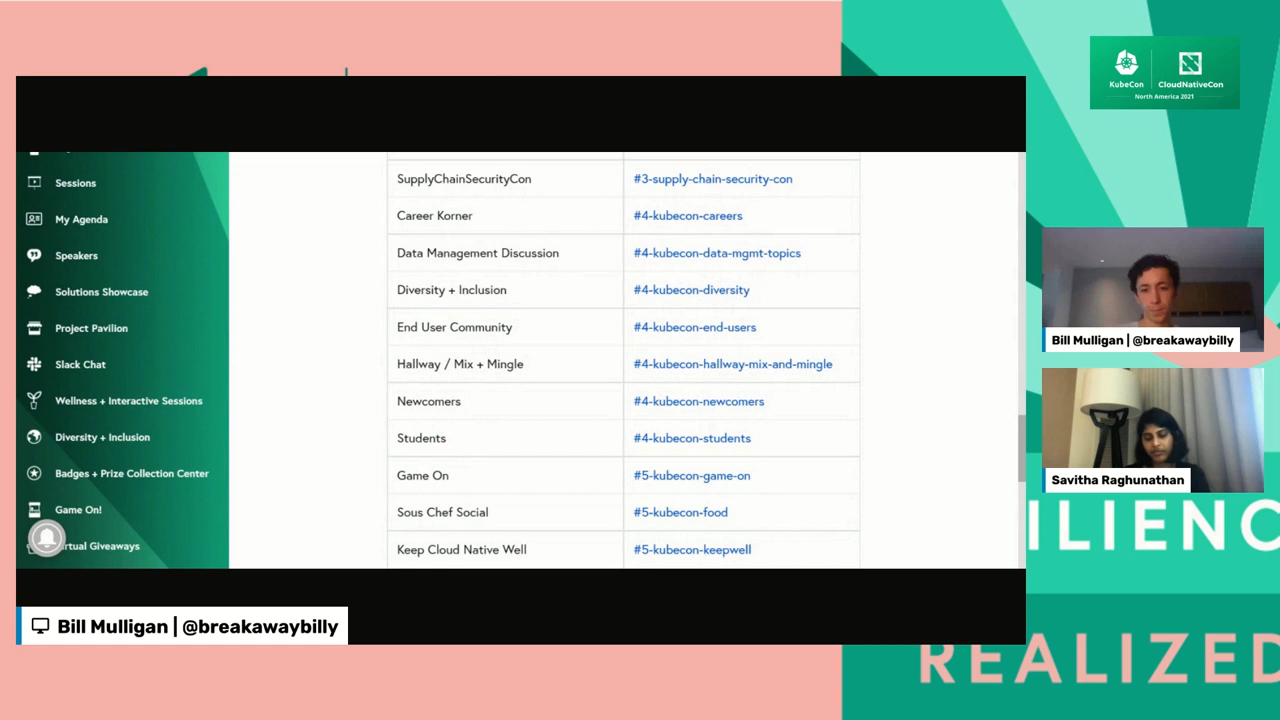 KubeCon
CloudNativeCon
North America 2021
Sessions
My Agenda
Speakers
Solutions Showcase
Project Pavilion
Slack Chat
Wellness + Interactive Sessions
Diversity + Inclusion
Badges + Prize Collection Center
Game On!
Giveaways
SupplyChainSecurityCon #3-supply-chain-security-con
Career Korner #4-kubecon-careers
Data Management Discussion #4-kubecon-data-mgmt-topics
Diversity + Inclusion #4-kubecon-diversity
End User Community #4-kubecon-end-users
Hallway / Mix + Mingle #4-kubecon-hallway-mix-and-mingle
Newcomers #4-kubecon-newcomers
Students #4-kubecon-students
Game On #5-kubecon-game-on
Sous Chef Social #5-kubecon-food
Keep Cloud Native Well #5-kubecon-keepwell
Bill Mulligan | @breakawaybilly
Savitha Raghunathan
ILIENC
REALIZED
Bill Mulligan | @breakawaybilly